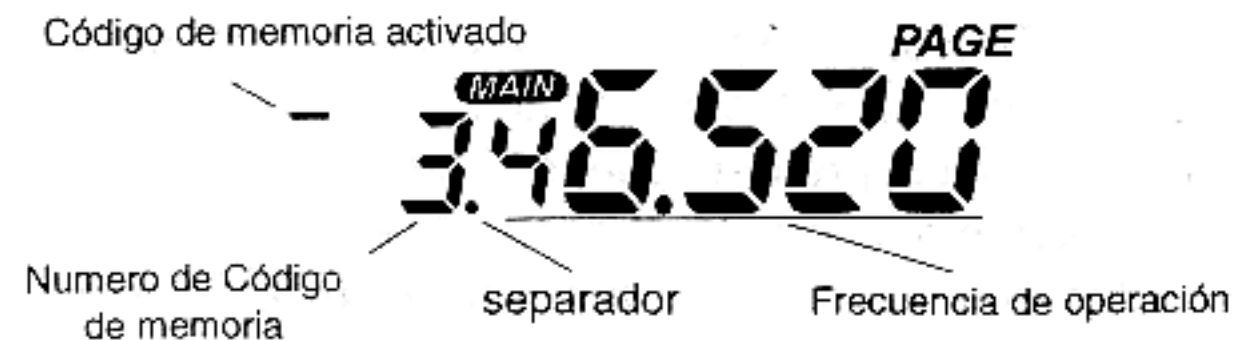 Código de memoria activado
PAGE
MAIN
- 3.46.520
Numero de Código
de memoria
separador
Frecuencia de operación